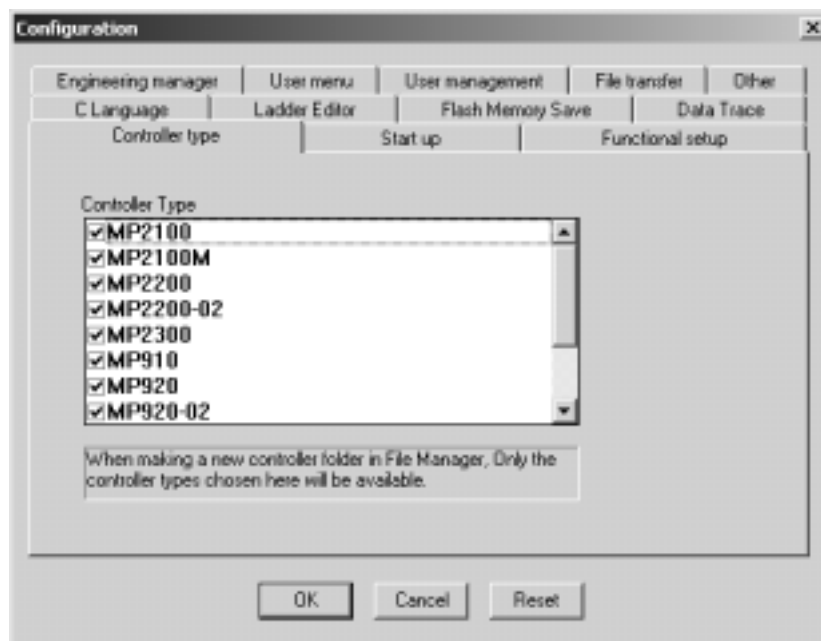 Configuration
Engineering manager User menu User management File transfer Other
C Language Ladder Editor Flash Memory Save Data Trace
Controller type Start up Functional setup
Controller Type
MP2100
MP2100M
MP2200
MP2200-02
MP2300
MP910
MP920
MP920-02
When making a new controller folder in File Manager, Only the
controller types chosen here will be available.
OK Cancel Reset